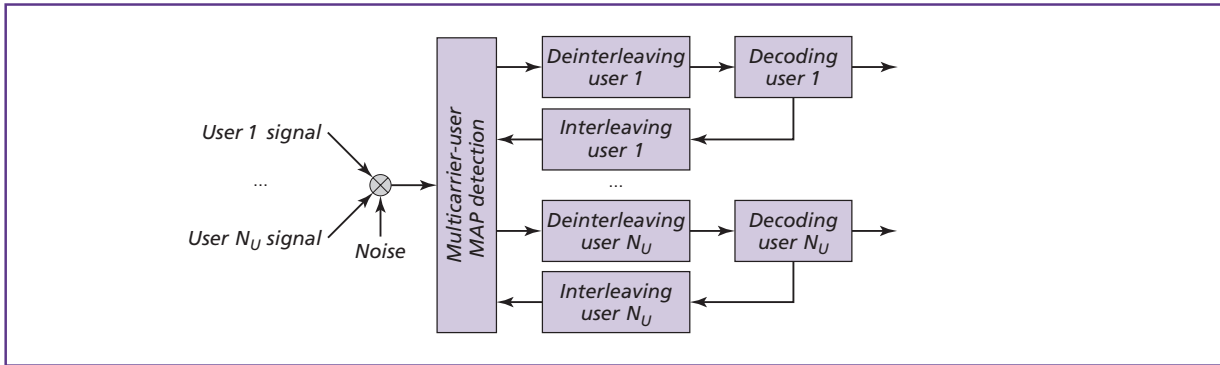 Deinterleaving
user 1
Decoding
user 1
User 1 signal
...
User N_U signal
Noise
Multicarrier-user
MAP detection
Interleaving
user 1
...
Deinterleaving
user N_U
Decoding
user N_U
Interleaving
user N_U